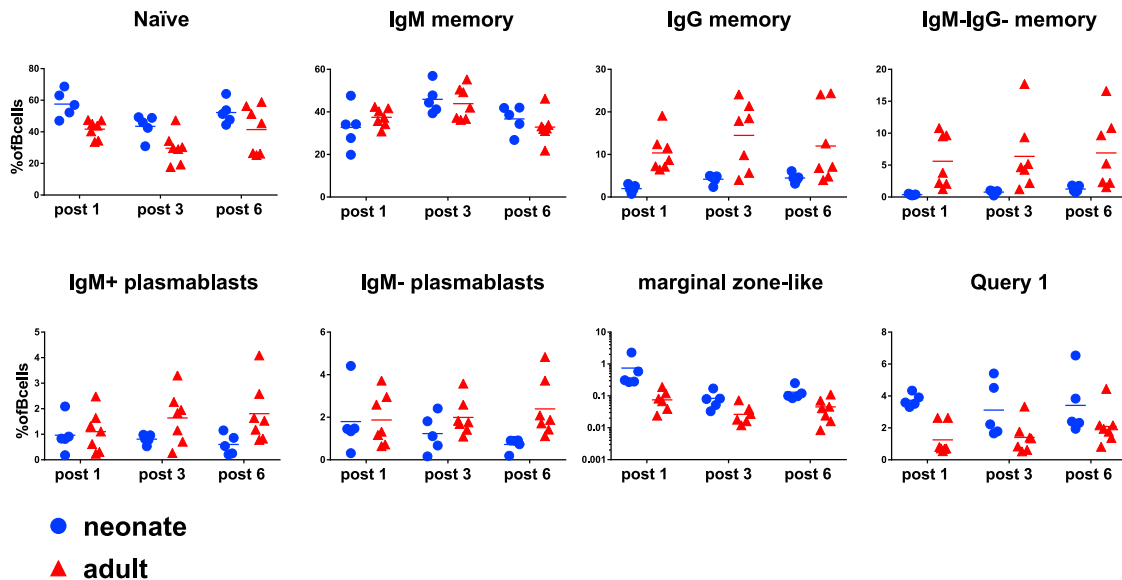 Naïve
IgM memory
IgG memory
IgM-IgG- memory
%ofBcells
80
60
40
20
0
post 1 post 3 post 6
60
40
20
0
post 1 post 3 post 6
30
20
10
0
post 1 post 3 post 6
20
15
10
5
0
post 1 post 3 post 6
IgM+ plasmablasts
IgM- plasmablasts
marginal zone-like
Query 1
%ofBcells
5
4
3
2
1
0
post 1 post 3 post 6
6
4
2
0
post 1 post 3 post 6
10
1
0.1
0.01
0.001
post 1 post 3 post 6
8
6
4
2
0
post 1 post 3 post 6
neonate
adult